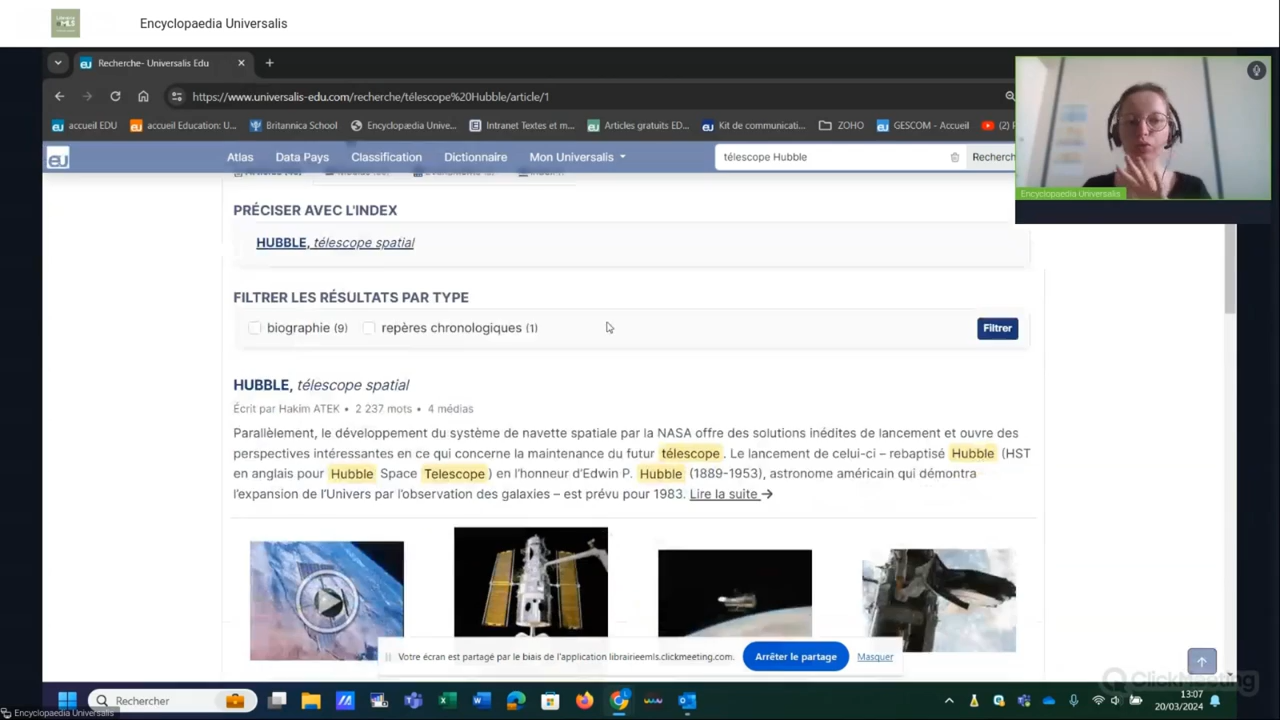 Encyclopaedia Universalis
Recherche- Universalis Edu
https://www.universalis-edu.com/recherche/télescope%20Hubble/article/1
accueil EDU
accueil Education: U...
Britannica School
Encyclopædia Unive...
Intranet Textes et m...
Articles gratuits ED...
Kit de communicati...
ZOHO
GESCOM - Accueil
eu
Atlas
Data Pays
Classification
Dictionnaire
Mon Universalis
télescope Hubble
Recherch
Encyclopaedia Universalis
PRÉCISER AVEC L'INDEX
HUBBLE, télescope spatial
FILTRER LES RÉSULTATS PAR TYPE
biographie (9)
repères chronologiques (1)
Filtrer
HUBBLE, télescope spatial
Écrit par Hakim ATEK • 2 237 mots • 4 médias
Parallèlement, le développement du système de navette spatiale par la NASA offre des solutions inédites de lancement et ouvre des
perspectives intéressantes en ce qui concerne la maintenance du futur télescope. Le lancement de celui-ci – rebaptisé Hubble (HST
en anglais pour Hubble Space Telescope) en l'honneur d'Edwin P. Hubble (1889-1953), astronome américain qui démontra
l'expansion de l'Univers par l'observation des galaxies – est prévu pour 1983. Lire la suite
Votre écran est partagé par le biais de l'application librairieemls.clickmeeting.com.
Arrêter le partage
Masquer
ClickMeeting
Rechercher
13:07
20/03/2024
Encyclopaedia Universalis